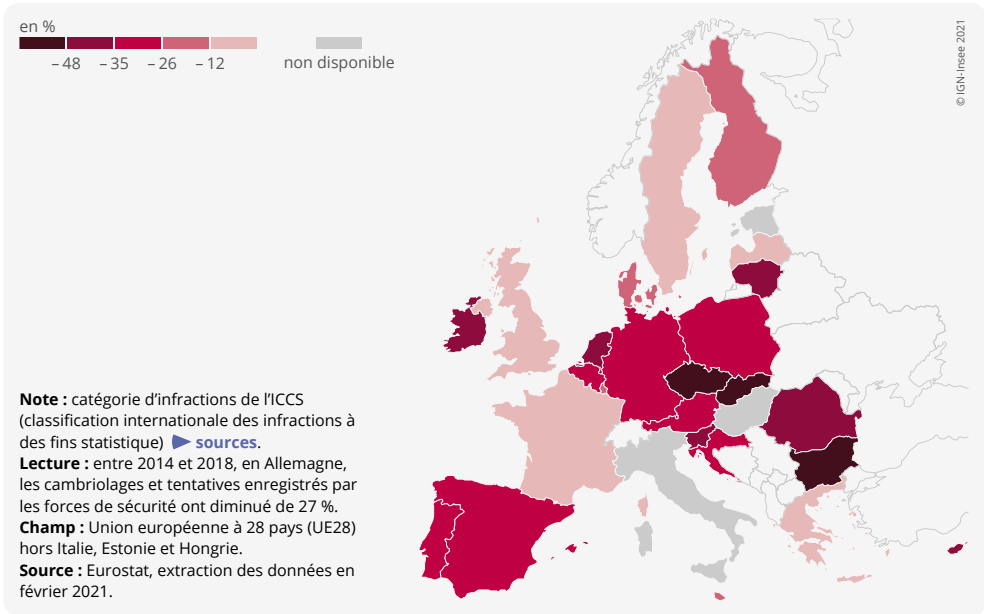 en %
– 48 – 35 – 26 – 12
non disponible
© IGN-Insee 2021
Note : catégorie d’infractions de l’ICCS
(classification internationale des infractions à
des fins statistique) ▶ sources.
Lecture : entre 2014 et 2018, en Allemagne,
les cambriolages et tentatives enregistrés par
les forces de sécurité ont diminué de 27 %.
Champ : Union européenne à 28 pays (UE28)
hors Italie, Estonie et Hongrie.
Source : Eurostat, extraction des données en
février 2021.